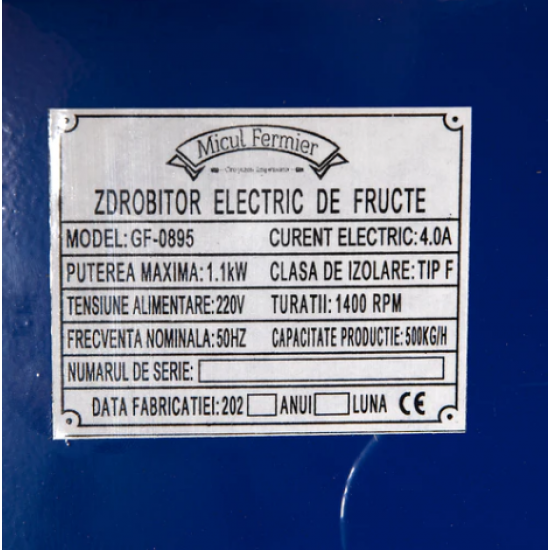 Micul Fermier
ZDROBITOR ELECTRIC DE FRUCTE
MODEL: GF-0895 CURENT ELECTRIC: 4.0A
PUTEREA MAXIMA: 1.1kW CLASA DE IZOLARE: TIP F
TENSIUNE ALIMENTARE: 220V TURATII: 1400 RPM
FRECVENTA NOMINALA: 50HZ CAPACITATE PRODUCTIE: 500KG/H
NUMARUL DE SERIE:
DATA FABRICATIEI: 202 ANUI LUNA CE